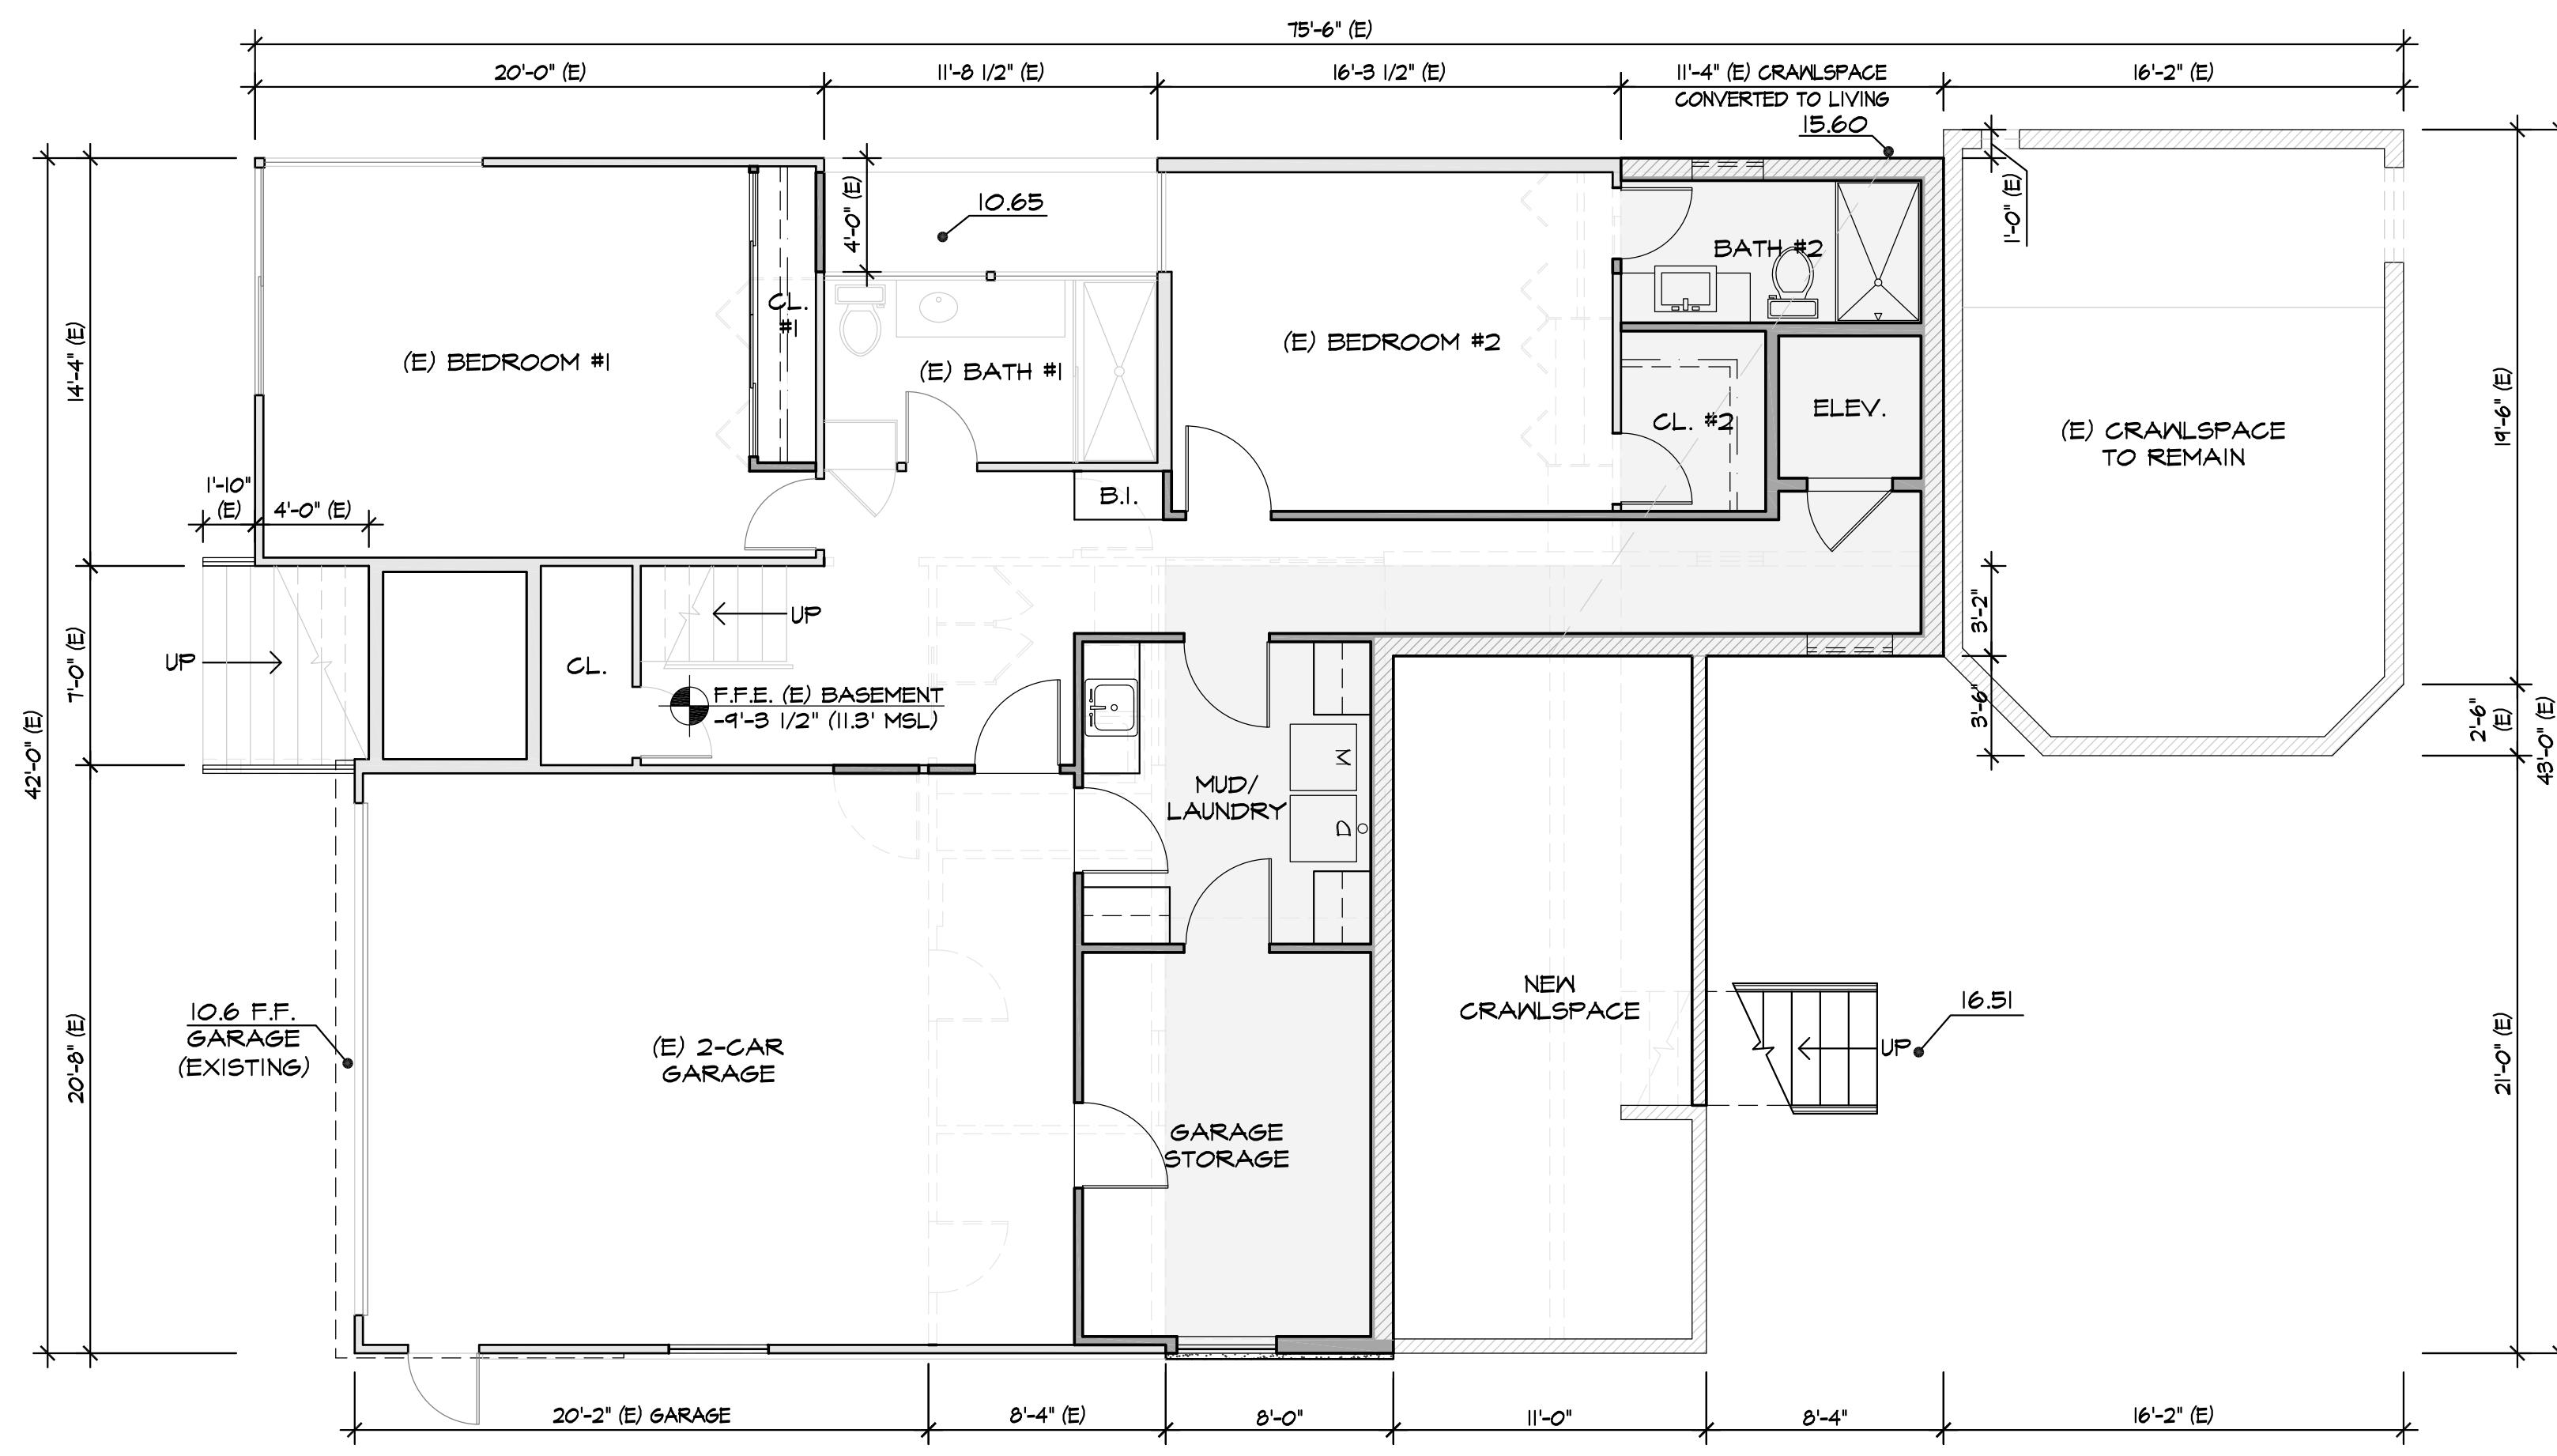 75'-6" (E)
20'-0" (E)
11'-8 1/2" (E)
16'-3 1/2" (E)
11'-4" (E) CRAWLSPACE
CONVERTED TO LIVING
16'-2" (E)
15.60
4'-0" (E)
10.65
1'-0" (E)
BATH #2
CL.
#1
(E) BEDROOM #1
(E) BATH #1
(E) BEDROOM #2
14'-4" (E)
CL. #2
ELEV.
(E) CRAWLSPACE
TO REMAIN
19'-6" (E)
1'-10"
(E)
4'-0" (E)
B.I.
UP
UP
CL.
7'-0" (E)
3'-2"
3'-6"
F.F.E. (E) BASEMENT
-9'-3 1/2" (11.3' MSL)
42'-0" (E)
2'-6"
(E)
43'-0" (E)
M
MUD/
LAUNDRY
D
10.6 F.F.
GARAGE
(EXISTING)
20'-8" (E)
(E) 2-CAR
GARAGE
NEW
CRAWLSPACE
16.51
UP
21'-0" (E)
GARAGE
STORAGE
20'-2" (E) GARAGE
8'-4" (E)
8'-0"
11'-0"
8'-4"
16'-2" (E)